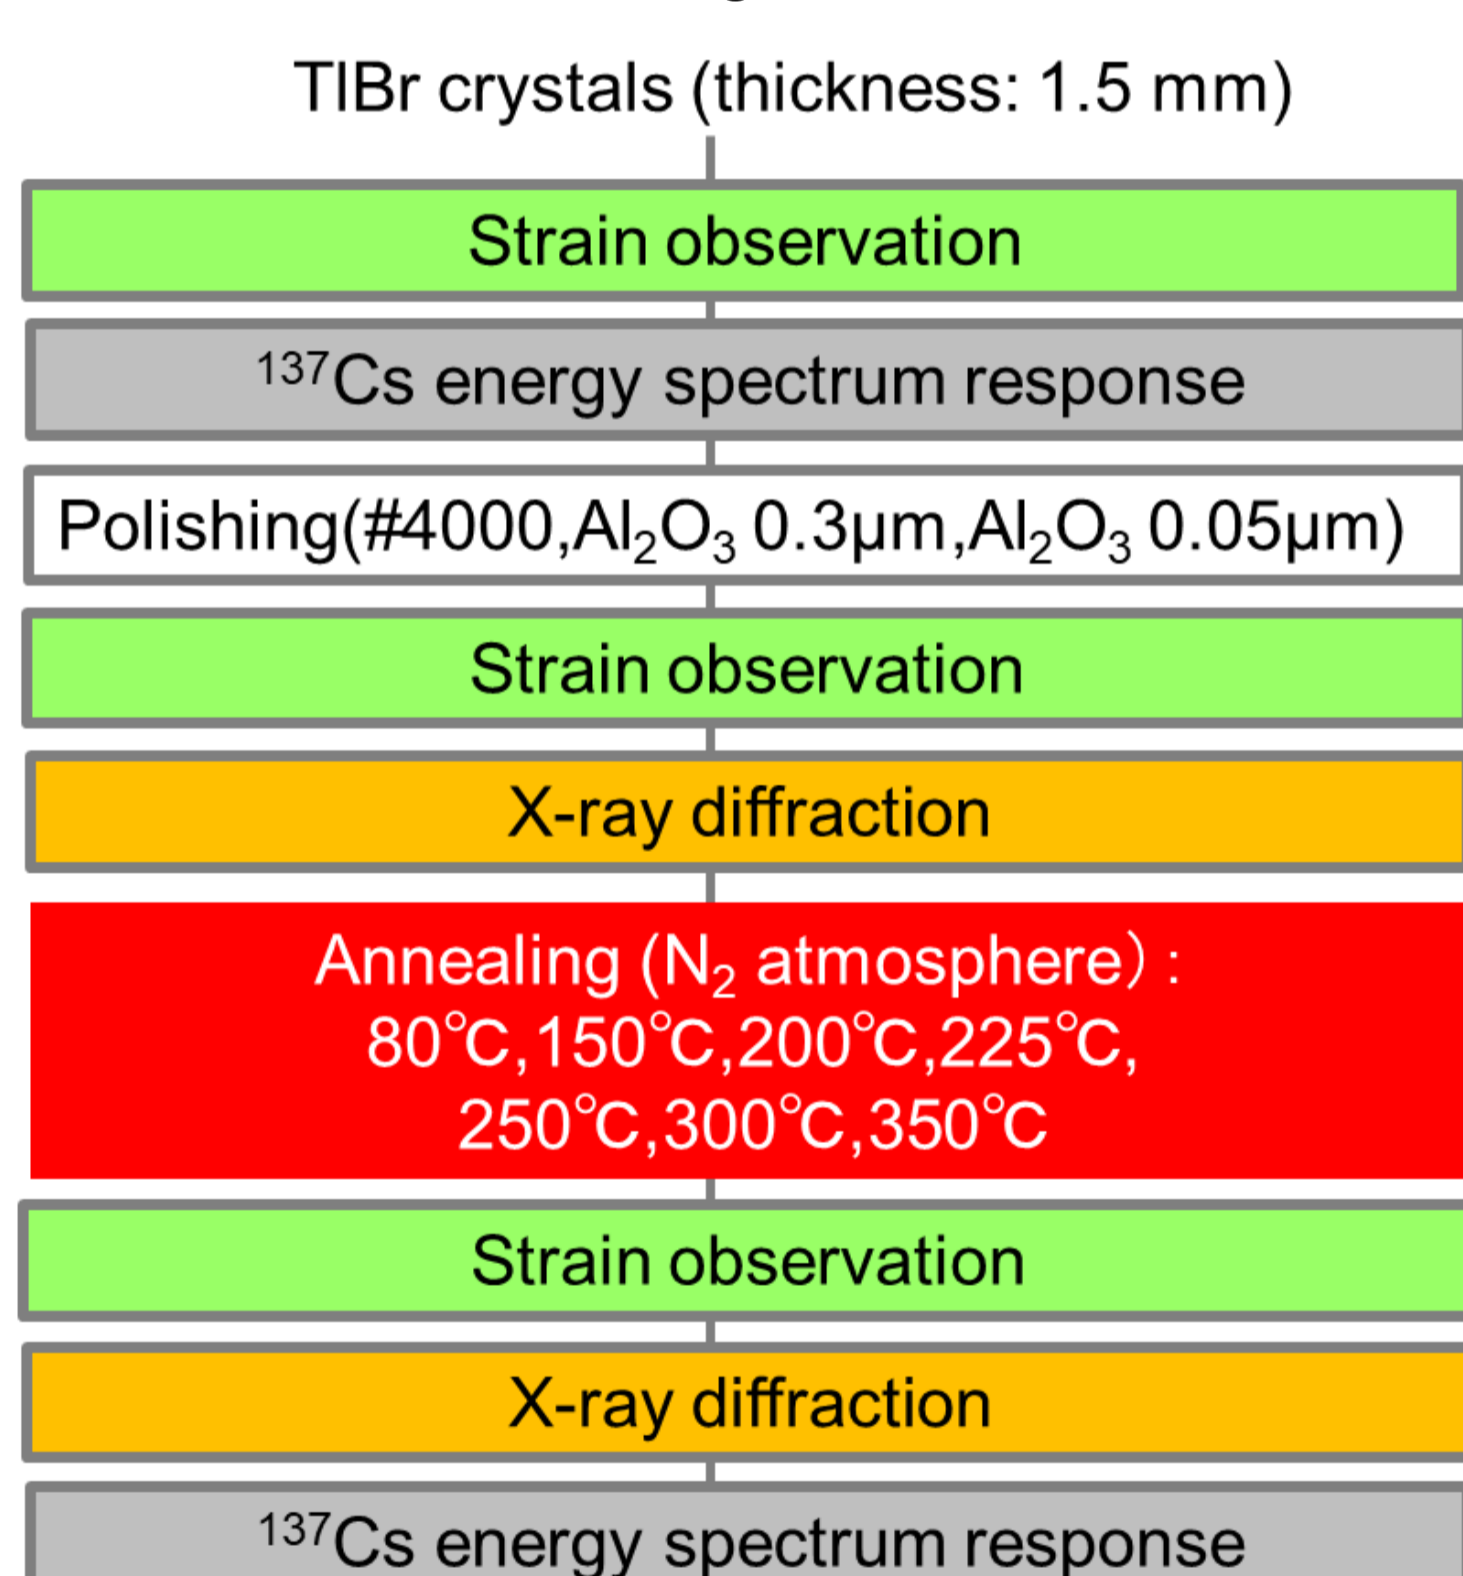 TlBr crystals (thickness: 1.5 mm)
Strain observation
¹³⁷Cs energy spectrum response
Polishing(#4000,Al₂O₃ 0.3μm,Al₂O₃ 0.05μm)
Strain observation
X-ray diffraction
Annealing (N₂ atmosphere）:
80℃,150℃,200℃,225℃,
250℃,300℃,350℃
Strain observation
X-ray diffraction
¹³⁷Cs energy spectrum response